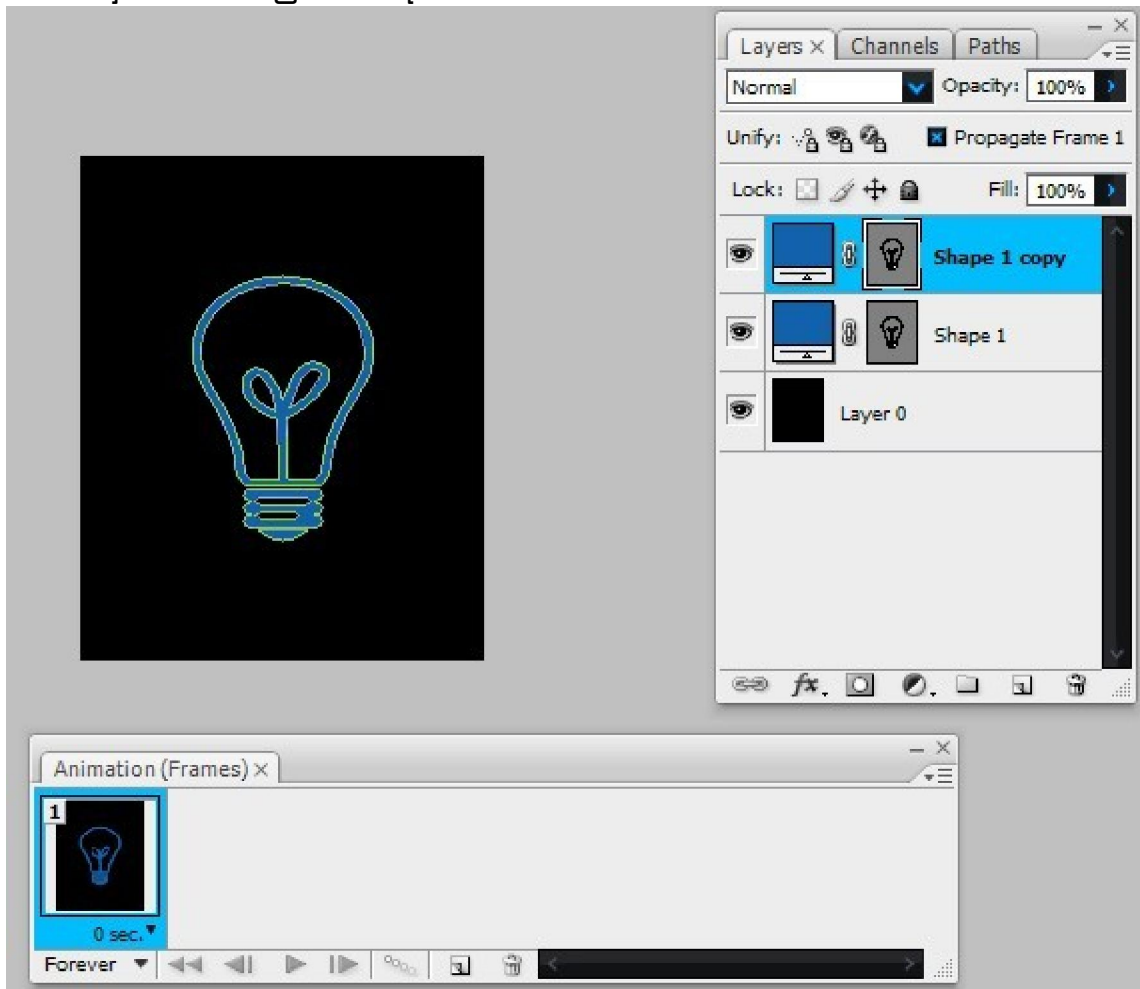 Layers Channels Paths
Normal Opacity: 100%
Unify: Propagate Frame 1
Lock: Fill: 100%
Shape 1 copy
Shape 1
Layer 0
fx.
Animation (Frames)
1
0 sec.
Forever